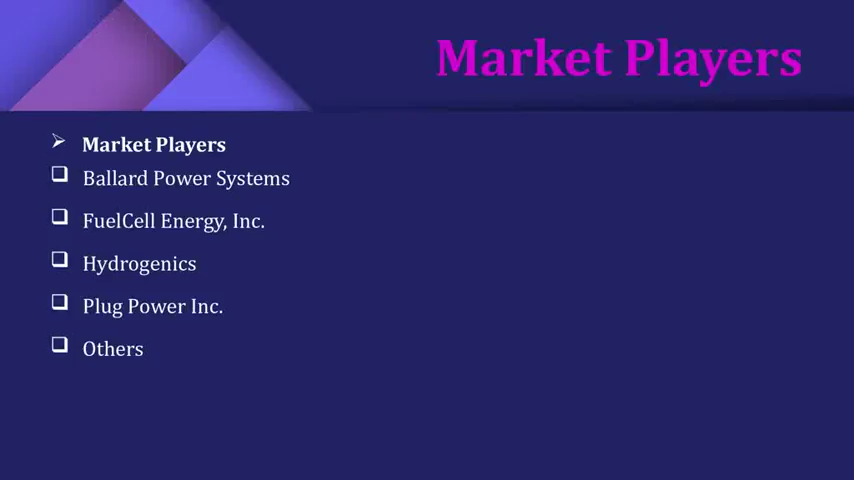 Market Players
Market Players
Ballard Power Systems
FuelCell Energy, Inc.
Hydrogenics
Plug Power Inc.
Others